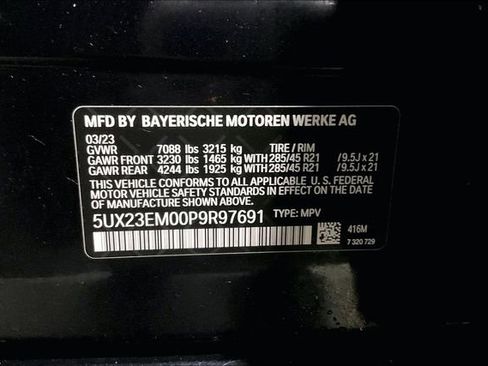 MFD BY BAYERISCHE MOTOREN WERKE AG
03/23
GVWR 7088 lbs 3215 kg TIRE / RIM
GAWR FRONT 3230 lbs 1465 kg WITH 285/45 R21 /9.5J x 21
GAWR REAR 4244 lbs 1925 kg WITH 285/45 R21 /9.5J x 21
THIS VEHICLE CONFORMS TO ALL APPLICABLE U.S. FEDERAL
MOTOR VEHICLE SAFETY STANDARDS IN EFFECT ON THE DATE
OF MANUFACTURE SHOWN ABOVE.
5UX23EM00P9R97691 TYPE: MPV
416M
7 320 729